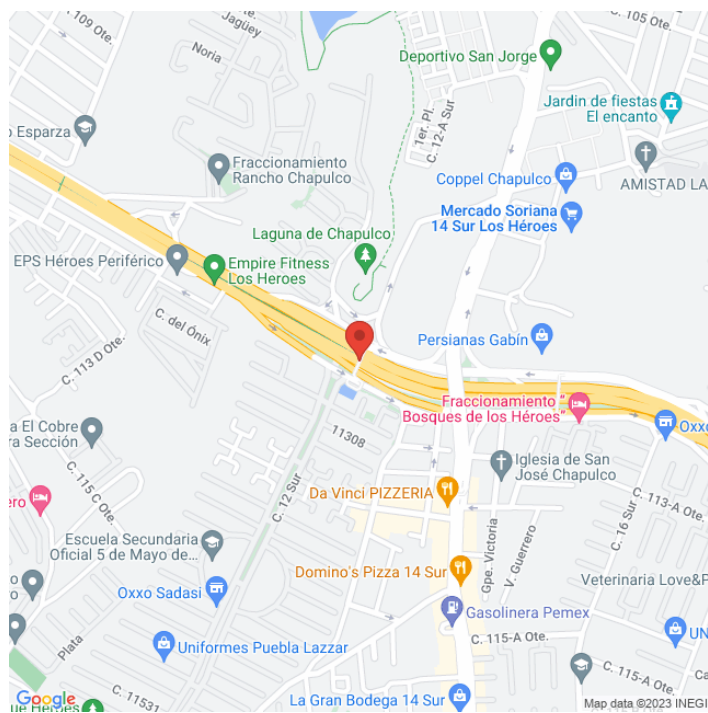 109 Ote.
Jagüey
Noria
C. 105 Ote.
Deportivo San Jorge
Jardin de fiestas
El encanto
1er. Pl.
C. 12-A Sur
o Esparza
Fraccionamiento
Rancho Chapulco
Coppel Chapulco
AMISTAD LA
Mercado Soriana
14 Sur Los Héroes
Laguna de Chapulco
EPS Héroes Periférico
Empire Fitness
Los Heroes
C. del Ónix
Persianas Gabín
C. 113 D Ote.
Fraccionamiento "
Bosques de los Héroes"
Oxxo
a El Cobre
ra Sección
11308
Iglesia de San
José Chapulco
C. 115 C Ote.
C. 12 Sur
Da Vinci PIZZERIA
C. 16 Sur
C. 113-A Ote.
ero
Gpe. Victoria
V. Guerrero
Escuela Secundaria
Oficial 5 de Mayo de...
Domino's Pizza 14 Sur
Veterinaria Love&P
Oxxo Sadasi
Gasolinera Pemex
UN
C. 115-A Ote.
Plata
Uniformes Puebla Lazzar
C. 115-A Ote.
C. 11531
La Gran Bodega 14 Sur
Google
Map data ©2023 INEGI